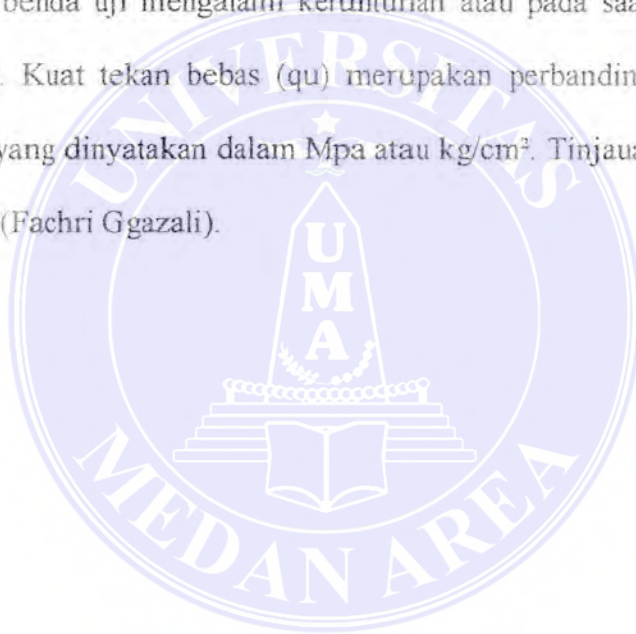 benda uji mengalami keruntuhan atau pada saa
. Kuat tekan bebas (qu) merupakan perbandin
yang dinyatakan dalam Mpa atau kg/cm². Tinjaua
(Fachri Ggazali).
UNIVERSITAS
UMA
MEDAN AREA